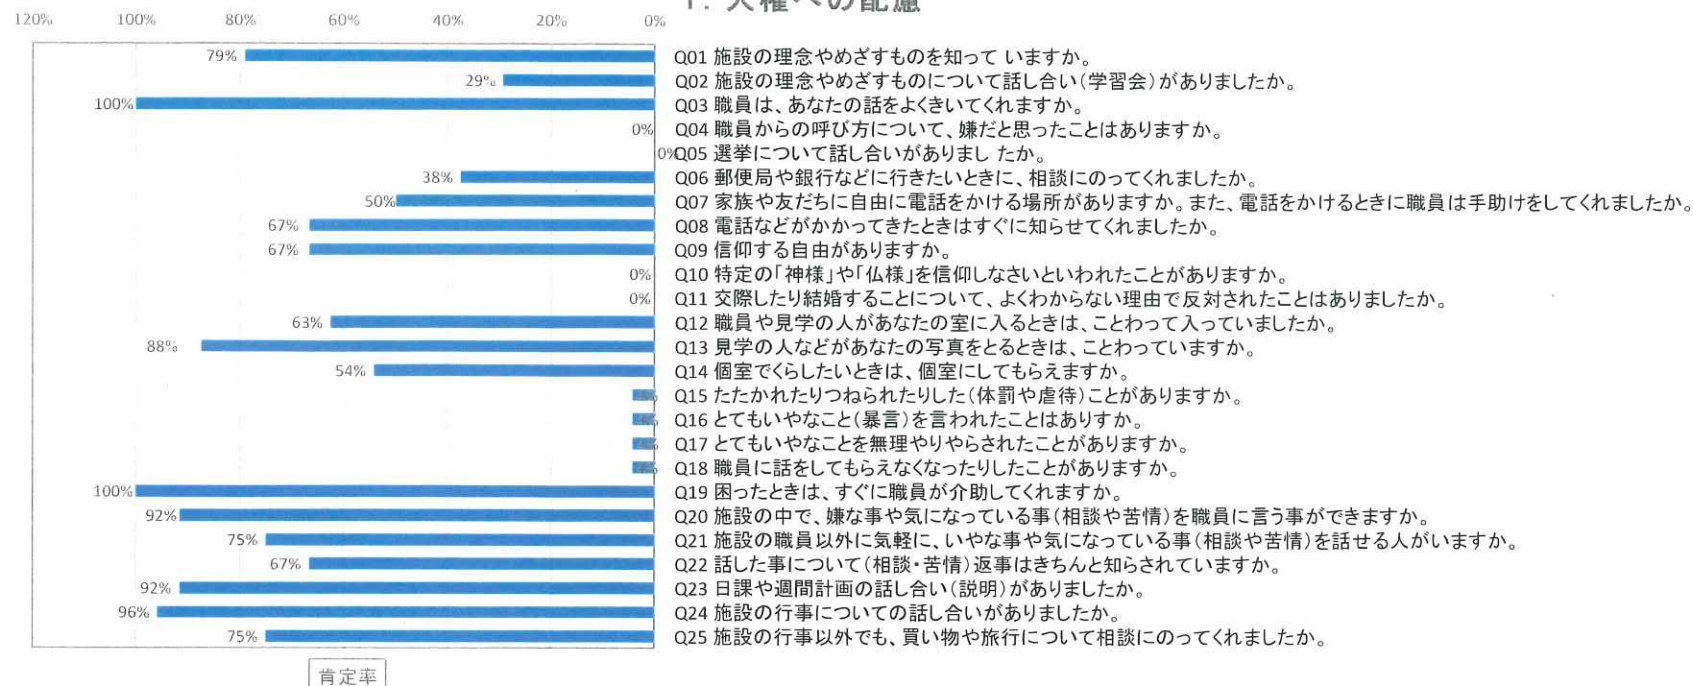 1. 人権への配慮
120% 100% 80% 60% 40% 20% 0%
79% Q01 施設の理念やめざすものを知って いますか。
29% Q02 施設の理念やめざすものについて話し合い(学習会)がありましたか。
100% Q03 職員は、あなたの話をよくきいてくれますか。
0% Q04 職員からの呼び方について、嫌だと思ったことはありますか。
0% Q05 選挙について話し合いがありまし たか。
38% Q06 郵便局や銀行などに行きたいときに、相談にのってくれましたか。
50% Q07 家族や友だちに自由に電話をかける場所がありますか。また、電話をかけるときに職員は手助けをしてくれましたか。
67% Q08 電話などがかかってきたときはすぐに知らせてくれましたか。
67% Q09 信仰する自由がありますか。
0% Q10 特定の「神様」や「仏様」を信仰しなさいといわれたことがありますか。
0% Q11 交際したり結婚することについて、よくわからない理由で反対されたことはありましたか。
63% Q12 職員や見学の人があなたの室に入るときは、ことわって入っていましたか。
88% Q13 見学の人などがあなたの写真をとるときは、ことわっていますか。
54% Q14 個室でくらしたいときは、個室にしてもらえますか。
Q15 たたかれたりつねられたりした(体罰や虐待)ことがありますか。
Q16 とてもいやなこと(暴言)を言われたことはありすか。
Q17 とてもいやなことを無理やりやらされたことがありますか。
Q18 職員に話をしてもらえなくなったりしたことがありますか。
100% Q19 困ったときは、すぐに職員が介助してくれますか。
92% Q20 施設の中で、嫌な事や気になっている事(相談や苦情)を職員に言う事ができますか。
75% Q21 施設の職員以外に気軽に、いやな事や気になっている事(相談や苦情)を話せる人がいますか。
67% Q22 話した事について(相談・苦情)返事はきちんと知らされていますか。
92% Q23 日課や週間計画の話し合い(説明)がありましたか。
96% Q24 施設の行事についての話し合いがありましたか。
75% Q25 施設の行事以外でも、買い物や旅行について相談にのってくれましたか。
肯定率